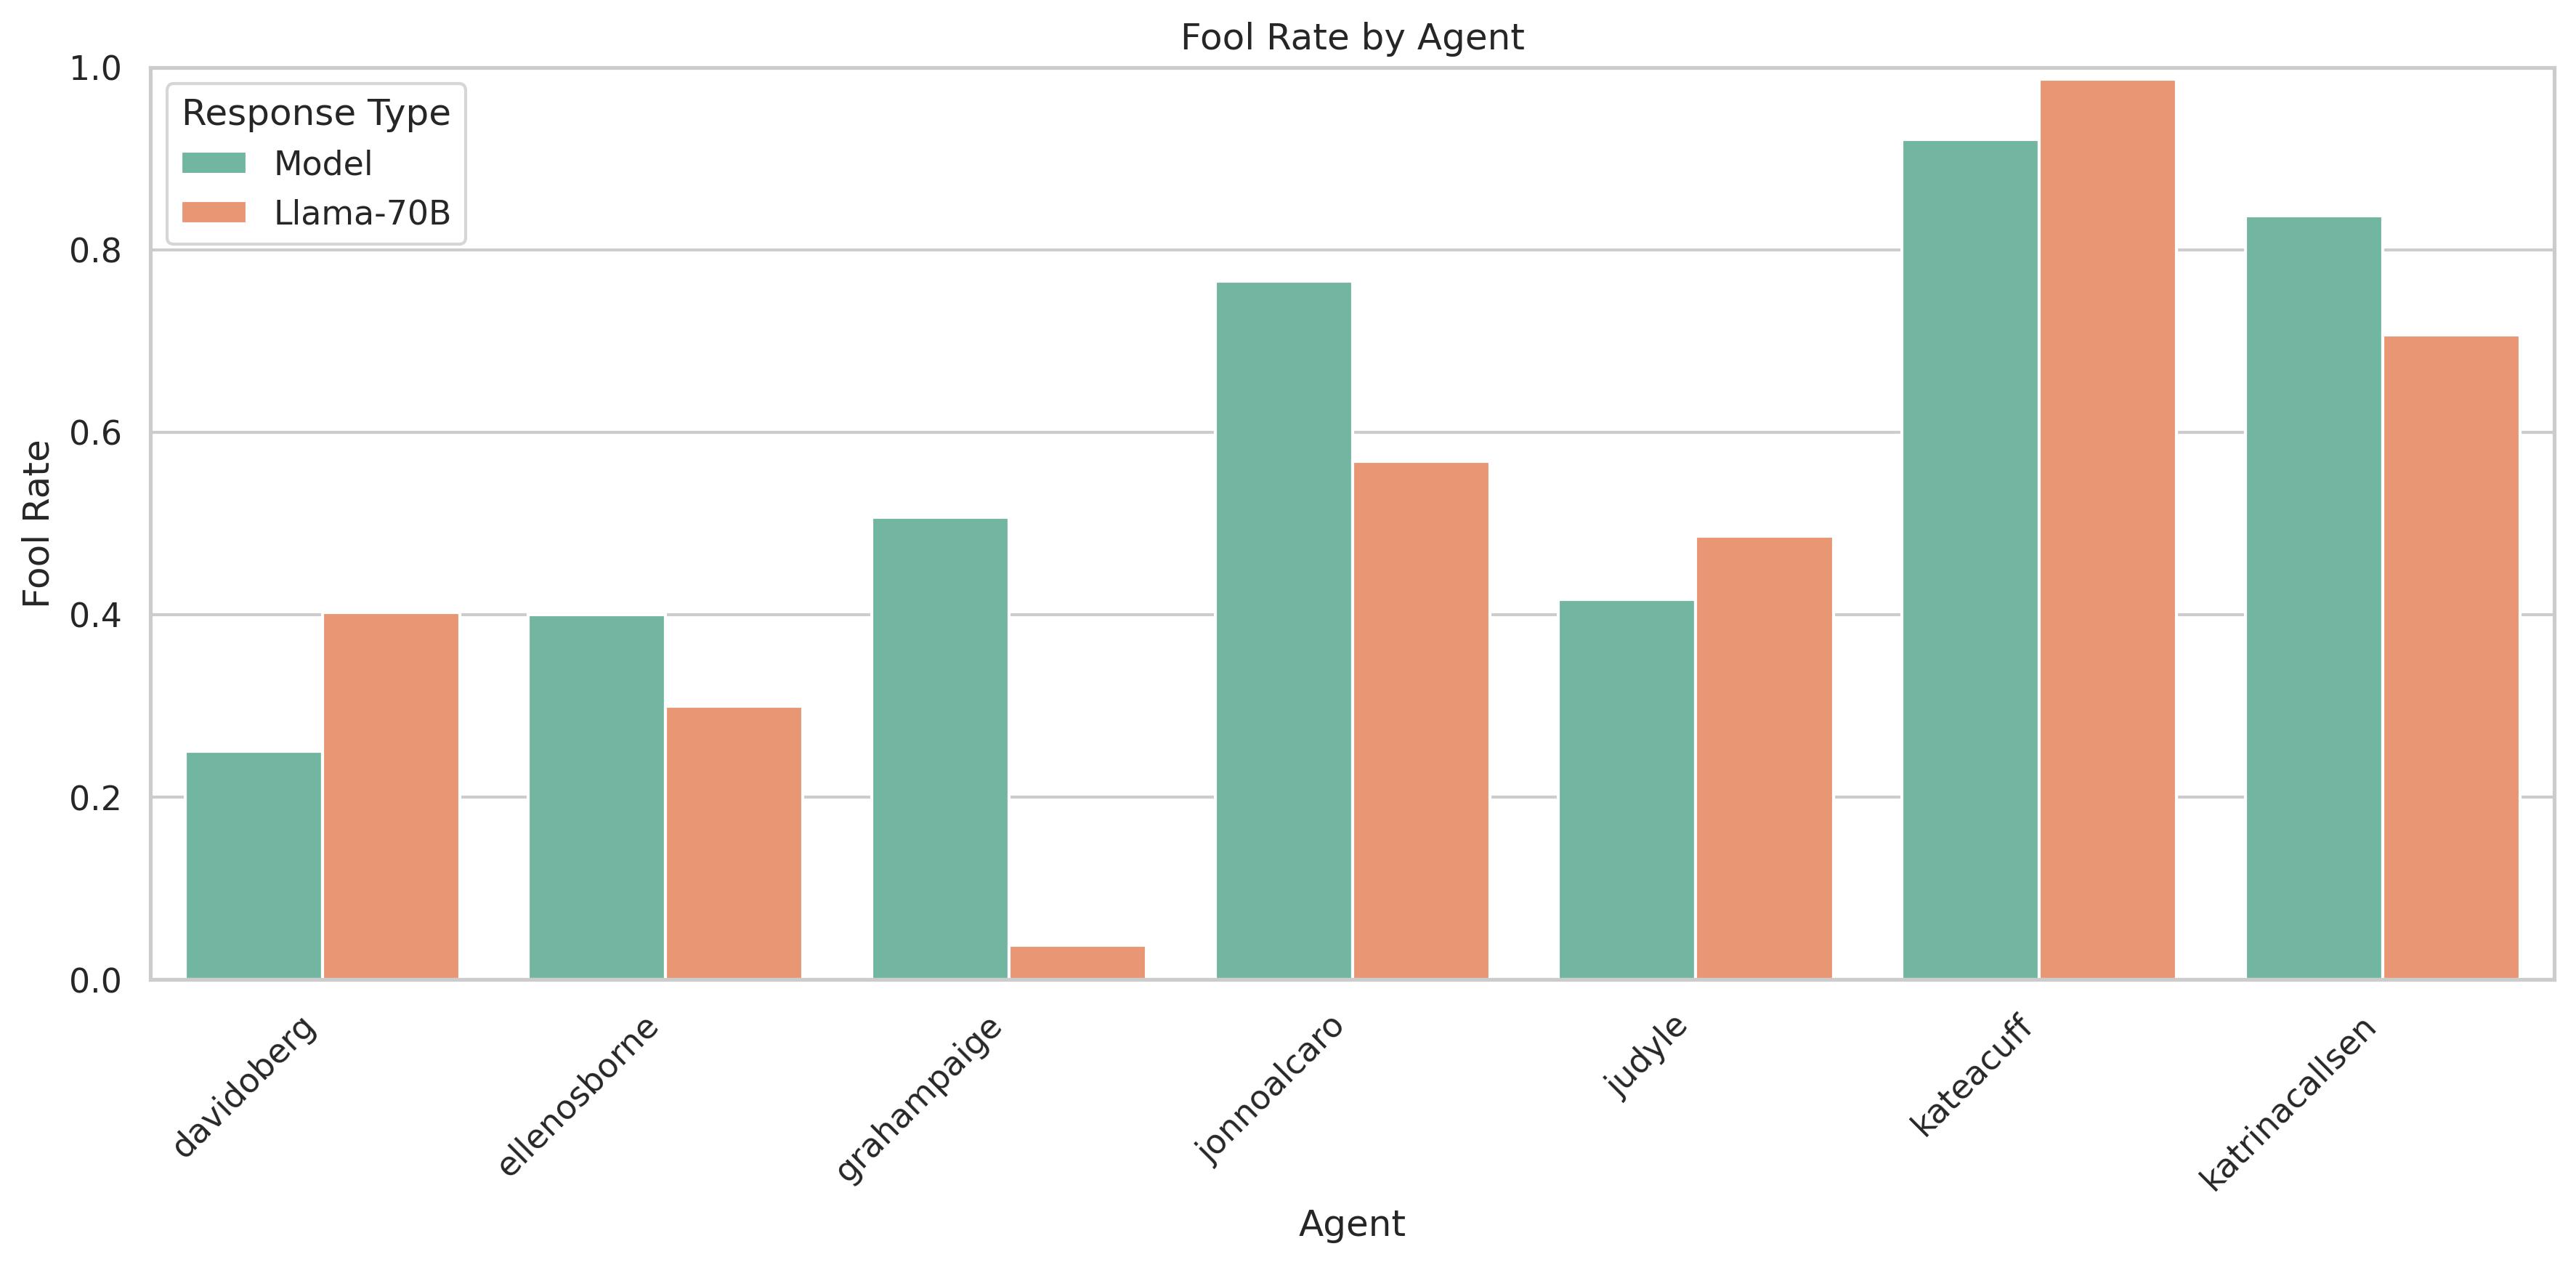 Fool Rate by Agent
Response Type
Model
Llama-70B
Fool Rate
1.0
0.8
0.6
0.4
0.2
0.0
davidoberg
ellenosborne
grahampaige
jonnoalcaro
judyle
kateacuff
katrinacallsen
Agent